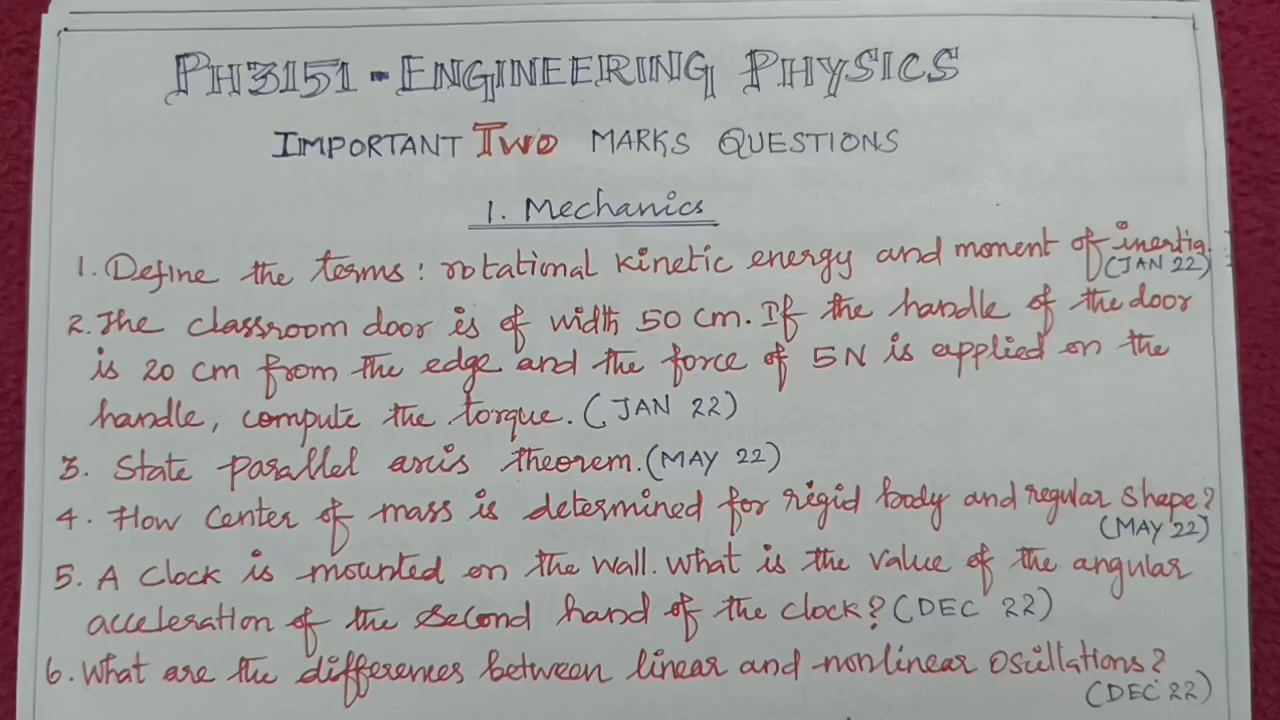 PH3151 - ENGINEERING PHYSICS
IMPORTANT TWO MARKS QUESTIONS
1. Mechanics
1. Define the terms: rotational kinetic energy and moment of inertia.
(JAN 22)
2. The classroom door is of width 50 cm. If the handle of the door
is 20 cm from the edge and the force of 5N is applied on the
handle, compute the torque. (JAN 22)
3. State parallel axis theorem. (MAY 22)
4. How center of mass is determined for rigid body and regular shape?
(MAY 22)
5. A clock is mounted on the wall. What is the value of the angular
acceleration of the second hand of the clock? (DEC 22)
6. What are the differences between linear and nonlinear oscillations?
(DEC 22)